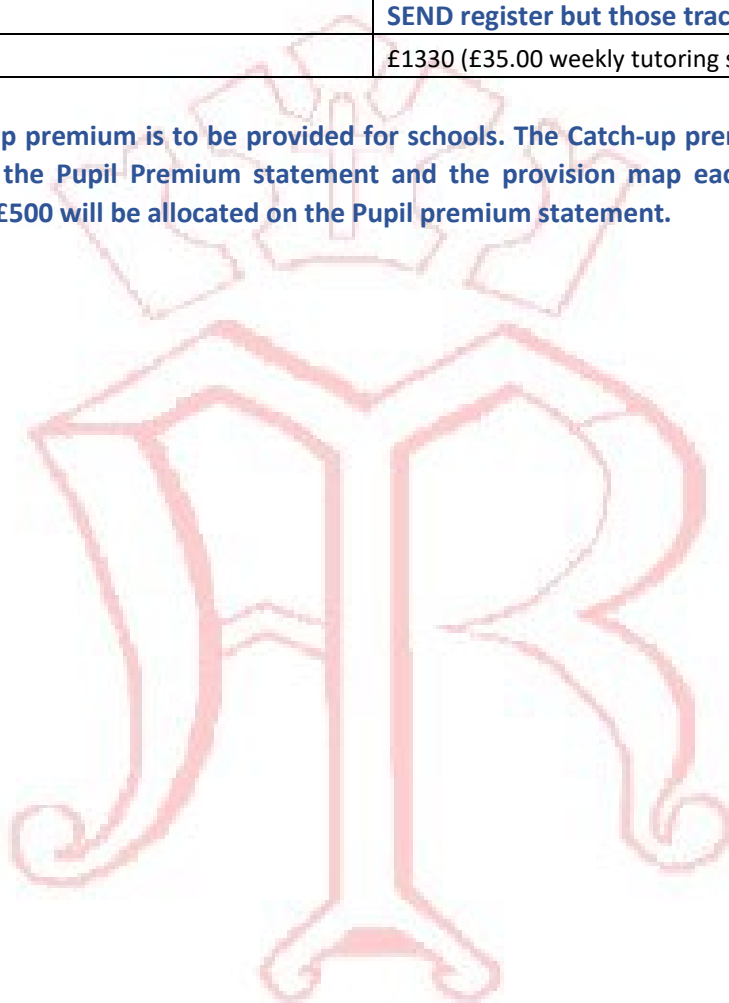 SEND register but those trac
£1330 (£35.00 weekly tutoring s
p premium is to be provided for schools. The Catch-up prer
the Pupil Premium statement and the provision map eac
£500 will be allocated on the Pupil premium statement.